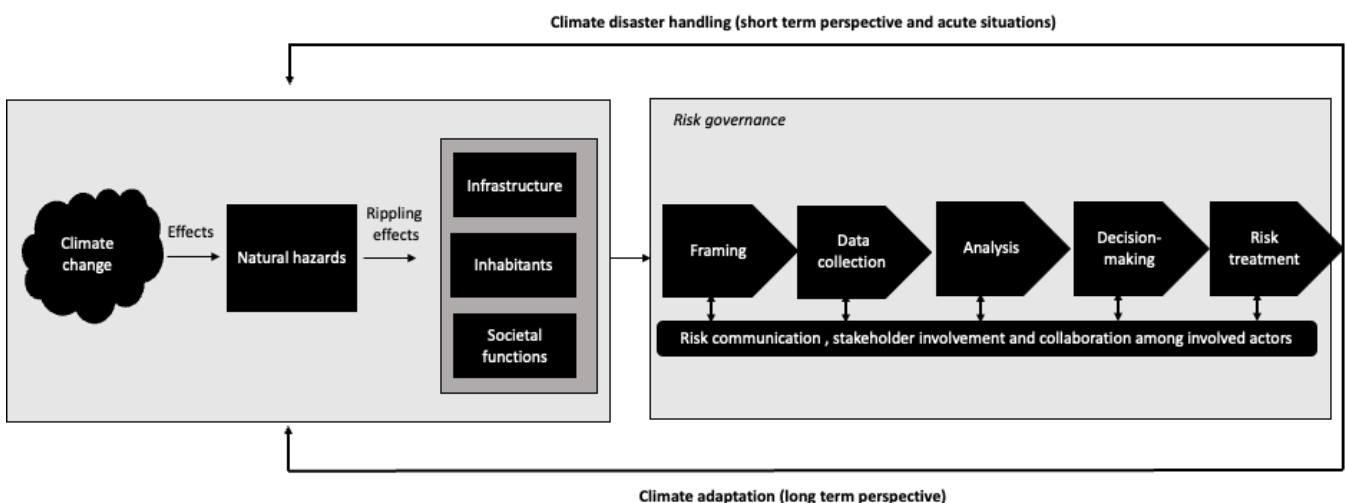 Climate disaster handling (short term perspective and acute situations)
Risk governance
Climate
change
Effects
Natural hazards
Rippling
effects
Infrastructure
Inhabitants
Societal
functions
Framing
Data
collection
Analysis
Decision-
making
Risk
treatment
Risk communication , stakeholder involvement and collaboration among involved actors
Climate adaptation (long term perspective)